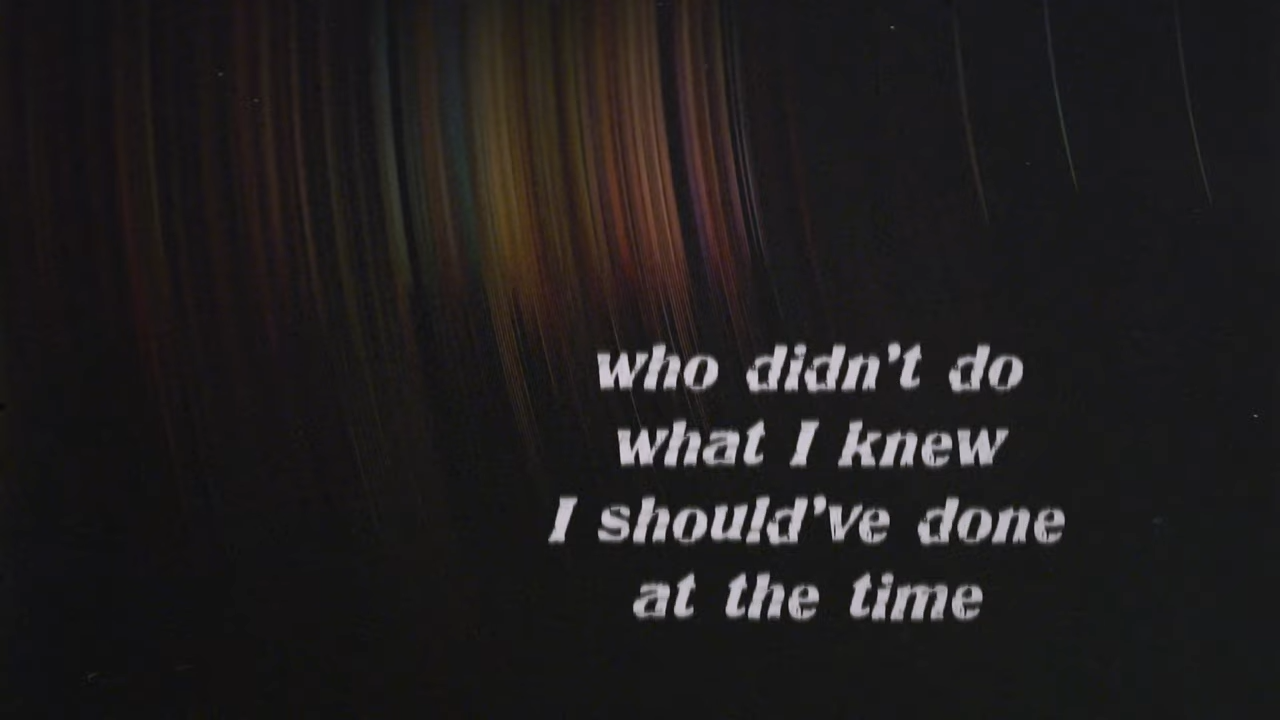 who didn't do
what I knew
I should've done
at the time